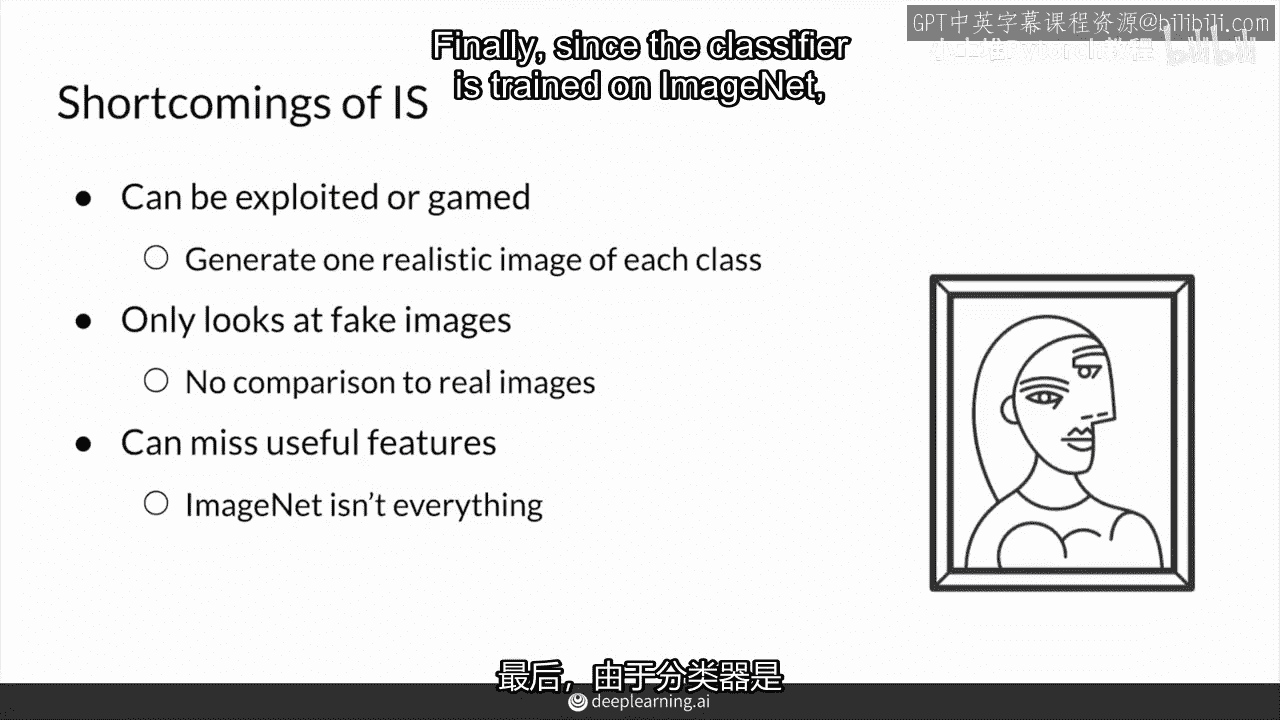 GPT中英字幕课程资源@bilibili.com
Finally, since the classifier
is trained on ImageNet,
bilibili
Shortcomings of IS
● Can be exploited or gamed
○ Generate one realistic image of each class
● Only looks at fake images
○ No comparison to real images
● Can miss useful features
○ ImageNet isn’t everything
最后，由于分类器是
deeplearning.ai